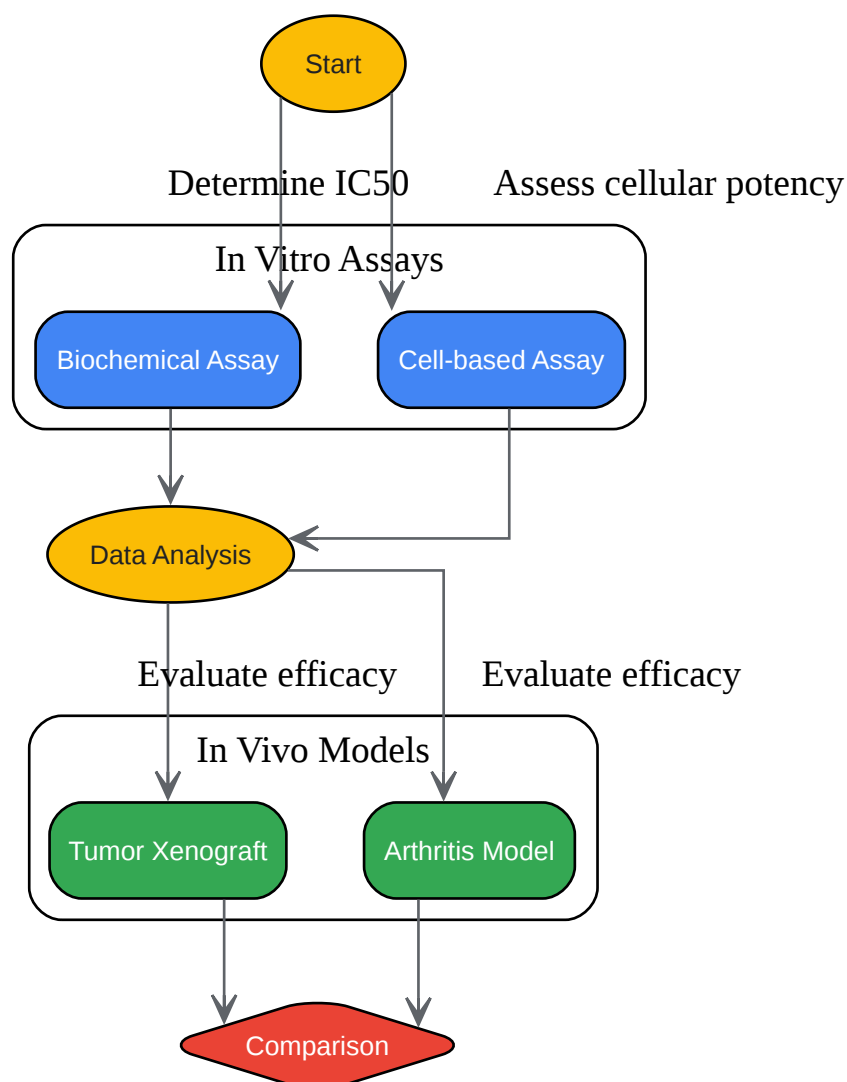 Start
Determine IC50
Assess cellular potency
In Vitro Assays
Biochemical Assay
Cell-based Assay
Data Analysis
Evaluate efficacy
Evaluate efficacy
In Vivo Models
Tumor Xenograft
Arthritis Model
Comparison